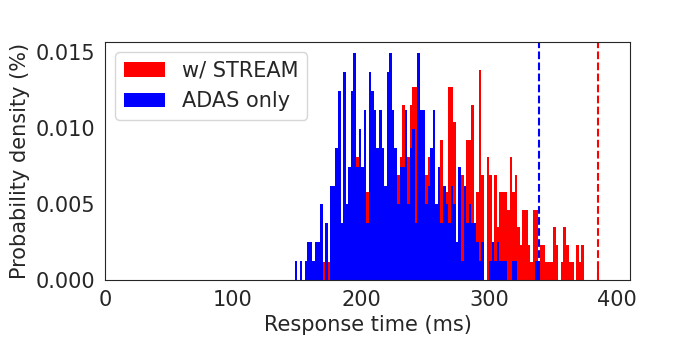 Probability density (%)
0.015
0.010
0.005
0.000
w/ STREAM
ADAS only
0 100 200 300 400
Response time (ms)